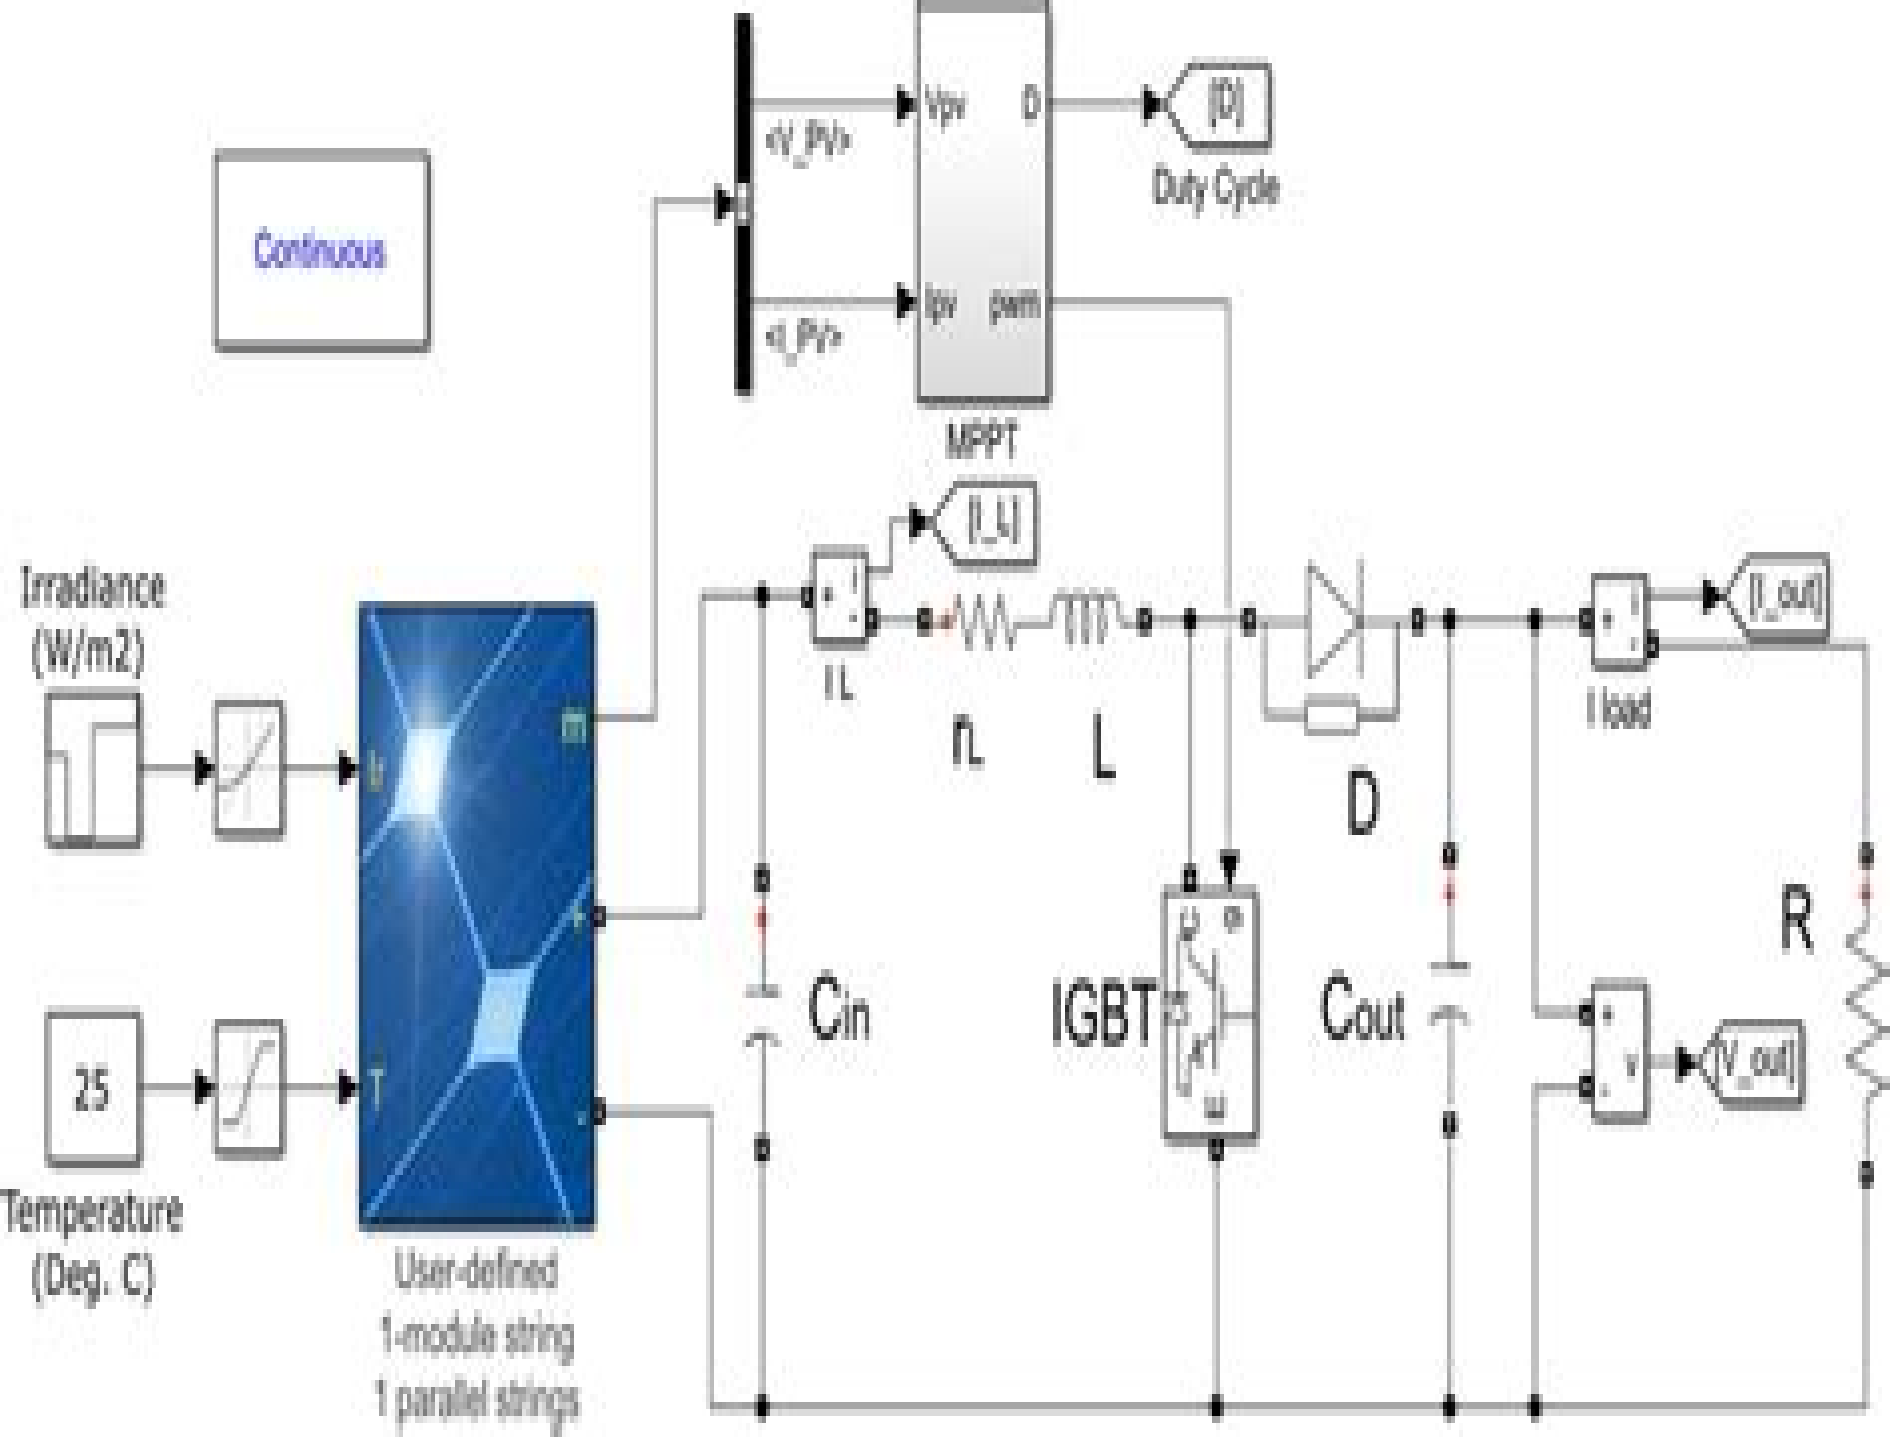 Vpv
D
[D]
<V_PV>
Duty Cycle
Continuous
Ipv
pwm
<I_PV>
MPPT
[I_L]
Irradiance
(W/m2)
[I_out]
I L
I load
m
rL
L
D
+
R
Cin
IGBT
Cout
C
g
E
25
T
+
v
-
[V_out]
Temperature
(Deg. C)
User-defined
1-module string
1 parallel strings